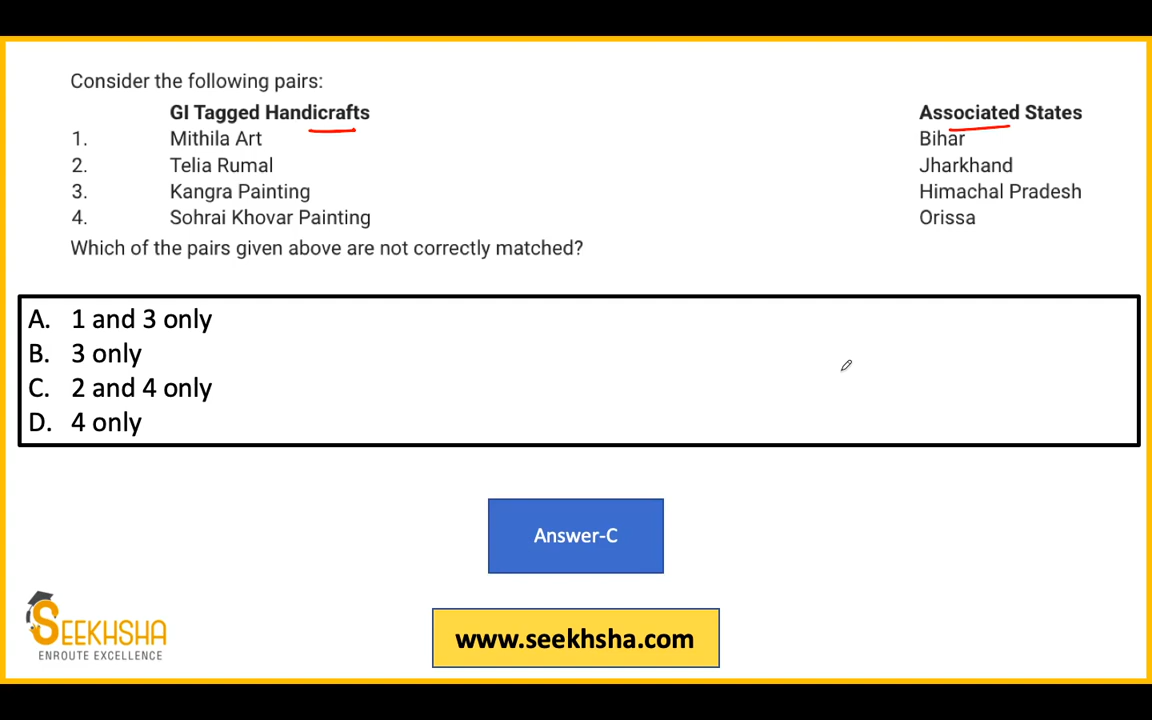 Consider the following pairs:
GI Tagged Handicrafts Associated States
1. Mithila Art Bihar
2. Telia Rumal Jharkhand
3. Kangra Painting Himachal Pradesh
4. Sohrai Khovar Painting Orissa
Which of the pairs given above are not correctly matched?
A. 1 and 3 only
B. 3 only
C. 2 and 4 only
D. 4 only
Answer-C
SEEKHSHA
ENROUTE EXCELLENCE
www.seekhsha.com